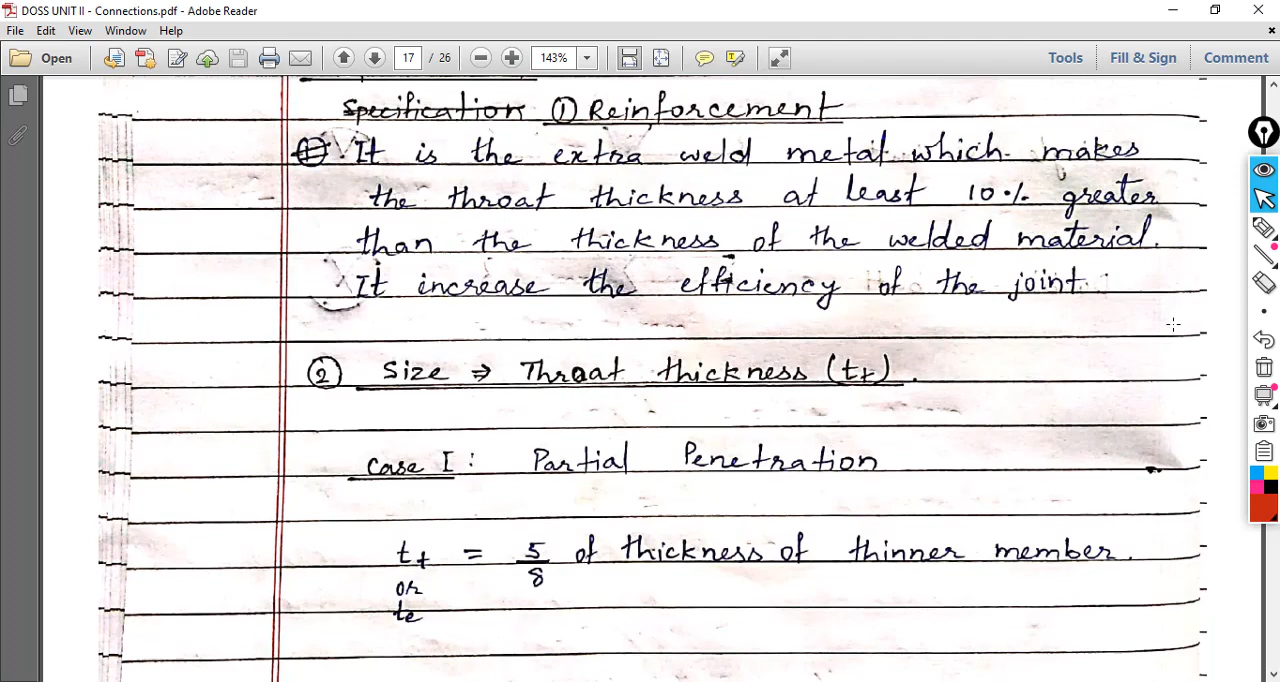 DOSS UNIT II - Connections.pdf - Adobe Reader
File Edit View Window Help
Open 17 / 26 143% Tools Fill & Sign Comment
Specification ① Reinforcement
It is the extra weld metal which makes
the throat thickness at least 10% greater
than the thickness of the welded material.
It increase the efficiency of the joint.
② Size ⇒ Throat thickness (tt).
Case I : Partial Penetration
tt = 5/8 of thickness of thinner member.
or
te